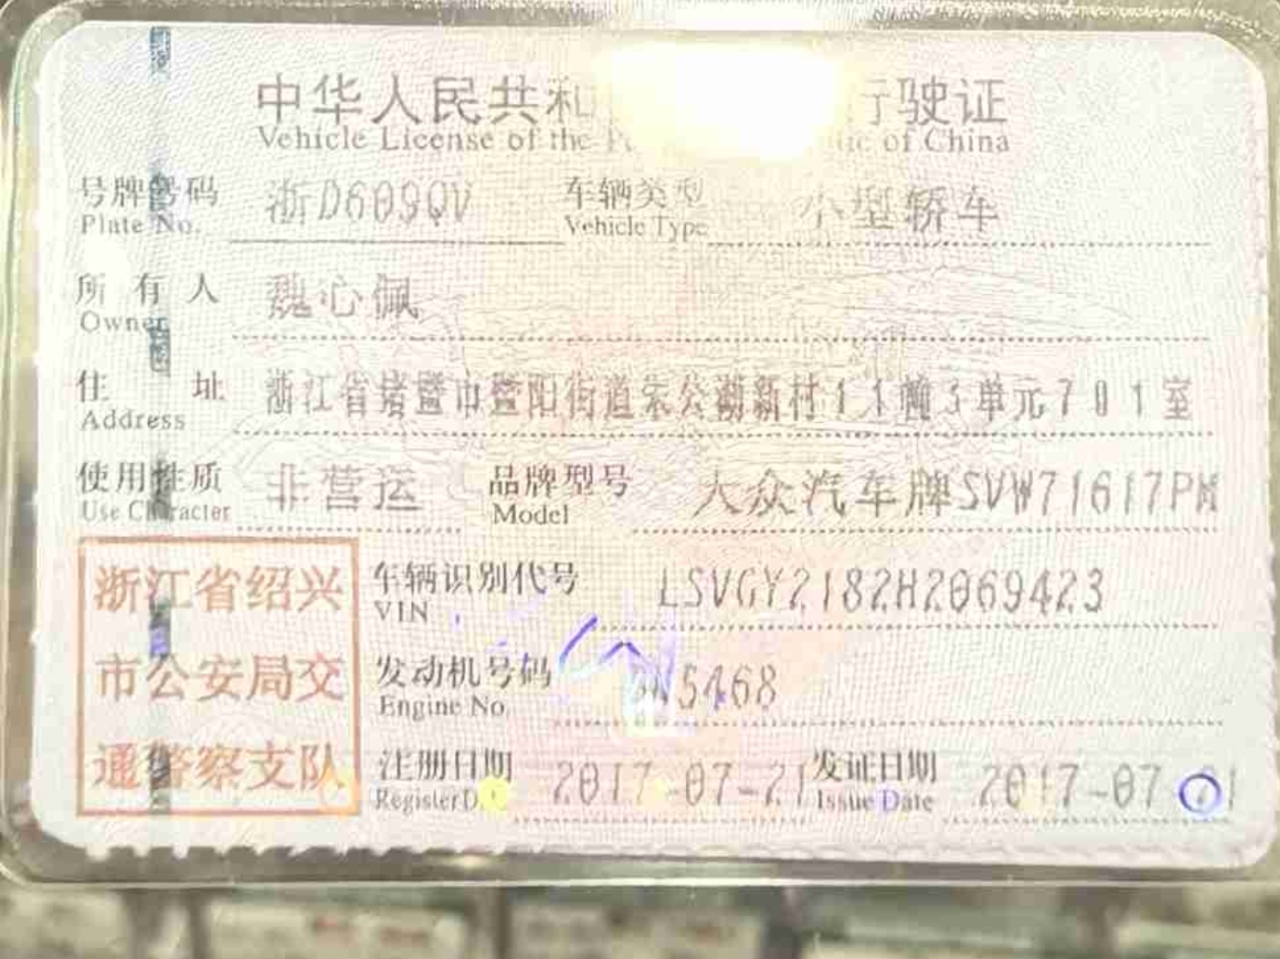 中华人民共和 行驶证
Vehicle License of the of China
号牌号码 浙D609QV 车辆类型 小型轿车
Plate No. Vehicle Type
所有人 魏心佩
Owner
住址 浙江省诸暨市暨阳街道朱公湖新村11幢3单元701室
Address
使用性质 非营运 品牌型号 大众汽车牌SVW71617PM
Use Character Model
浙江省绍兴
市公安局交
通警察支队
车辆识别代号 LSVGY2182H2069423
VIN
发动机号码 5468
Engine No.
注册日期 2017-07-21 发证日期 2017-07
Register Issue Date